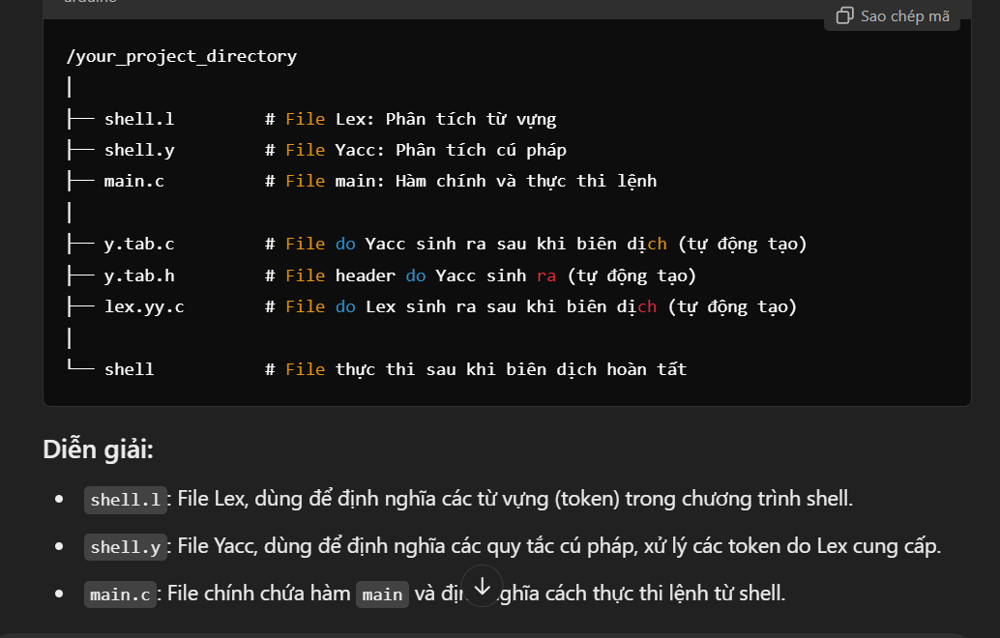 Sao chép mã
/your_project_directory
│
├── shell.l # File Lex: Phân tích từ vựng
├── shell.y # File Yacc: Phân tích cú pháp
├── main.c # File main: Hàm chính và thực thi lệnh
│
├── y.tab.c # File do Yacc sinh ra sau khi biên dịch (tự động tạo)
├── y.tab.h # File header do Yacc sinh ra (tự động tạo)
├── lex.yy.c # File do Lex sinh ra sau khi biên dịch (tự động tạo)
│
└── shell # File thực thi sau khi biên dịch hoàn tất
Diễn giải:
• shell.l: File Lex, dùng để định nghĩa các từ vựng (token) trong chương trình shell.
• shell.y: File Yacc, dùng để định nghĩa các quy tắc cú pháp, xử lý các token do Lex cung cấp.
• main.c: File chính chứa hàm main và nghĩa cách thực thi lệnh từ shell.